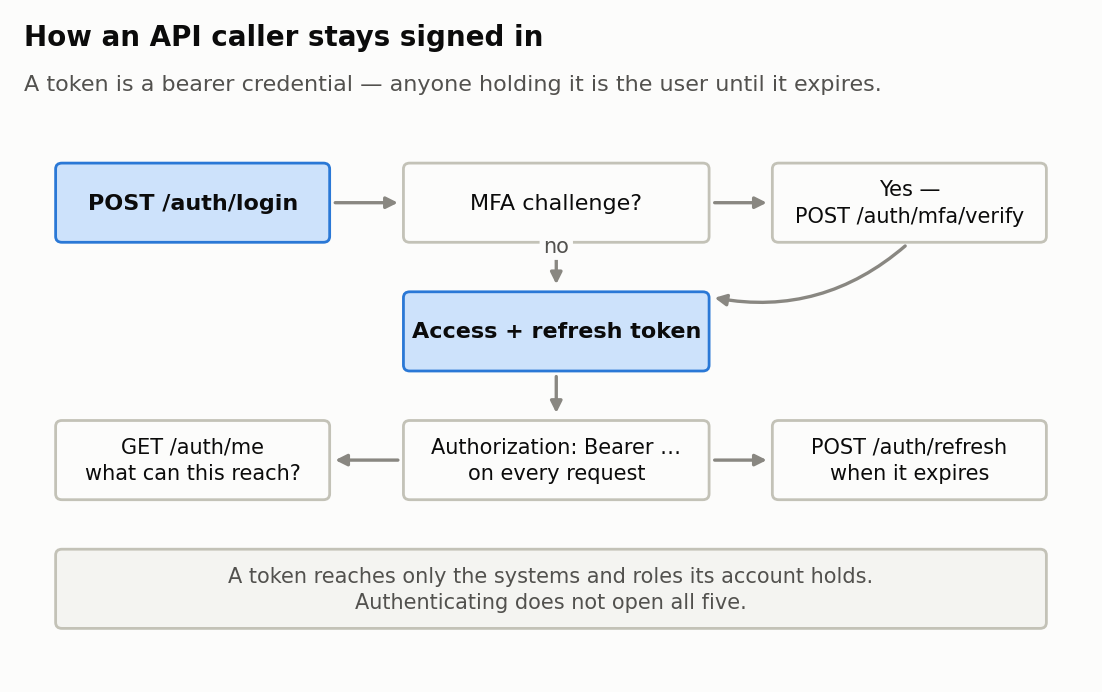 How an API caller stays signed in
A token is a bearer credential — anyone holding it is the user until it expires.
POST /auth/login
MFA challenge?
Yes —
POST /auth/mfa/verify
no
Access + refresh token
GET /auth/me
what can this reach?
Authorization: Bearer …
on every request
POST /auth/refresh
when it expires
A token reaches only the systems and roles its account holds.
Authenticating does not open all five.